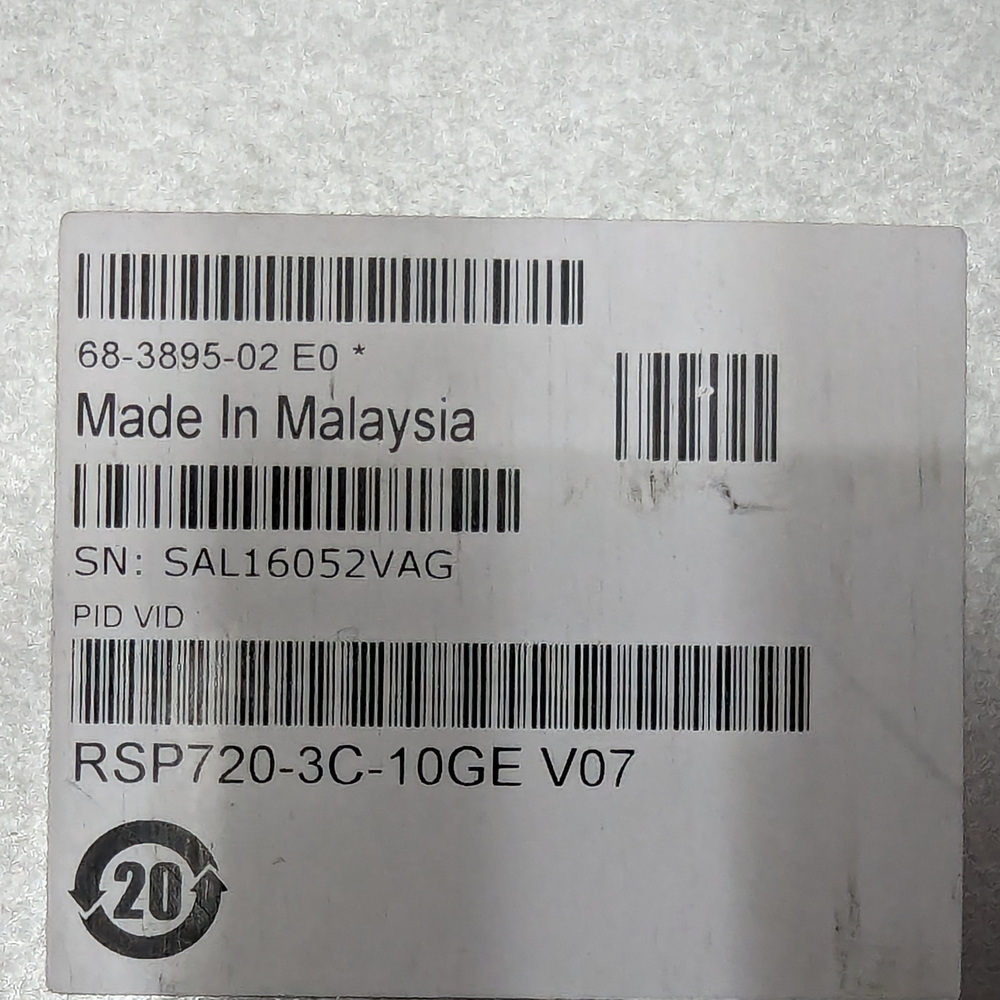 68-3895-02 E0 *
Made In Malaysia
SN: SAL16052VAG
PID VID
RSP720-3C-10GE V07
20